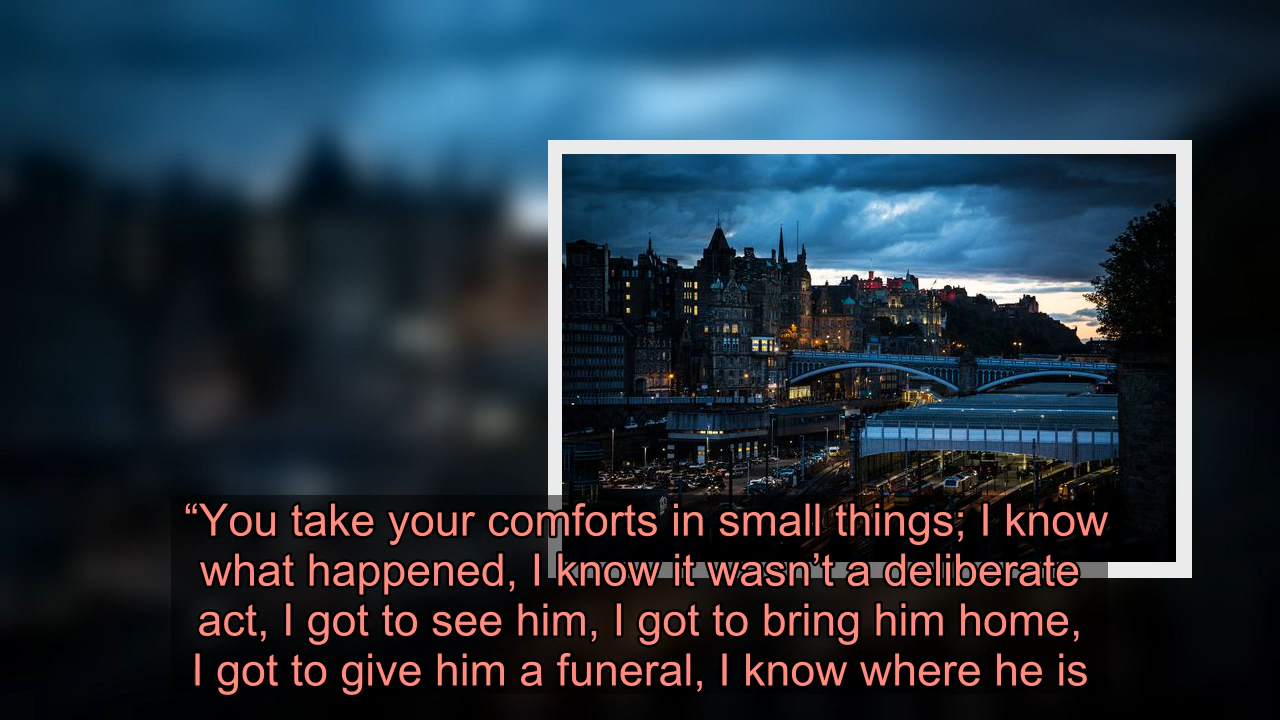 “You take your comforts in small things; I know
what happened, I know it wasn’t a deliberate
act, I got to see him, I got to bring him home,
I got to give him a funeral, I know where he is